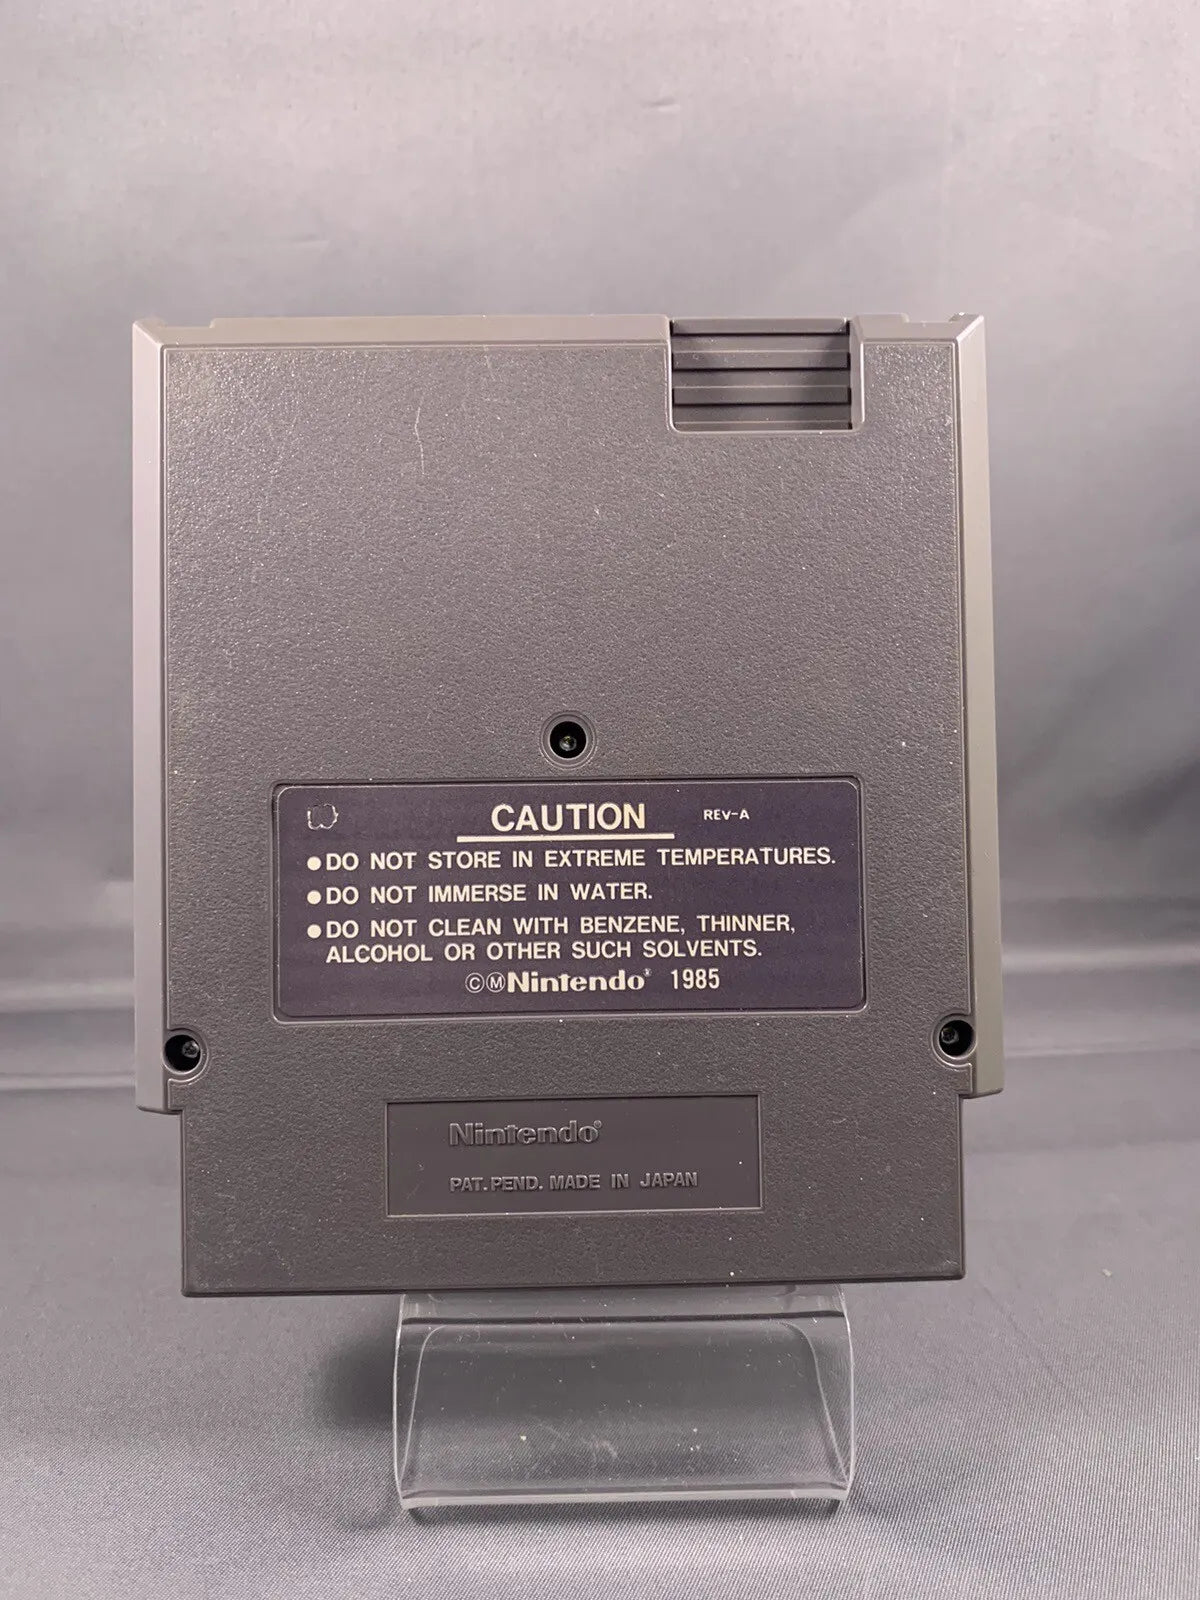 CAUTION REV-A
●DO NOT STORE IN EXTREME TEMPERATURES.
●DO NOT IMMERSE IN WATER.
●DO NOT CLEAN WITH BENZENE, THINNER,
ALCOHOL OR OTHER SUCH SOLVENTS.
©ⓂNintendo® 1985
Nintendo®
PAT. PEND. MADE IN JAPAN